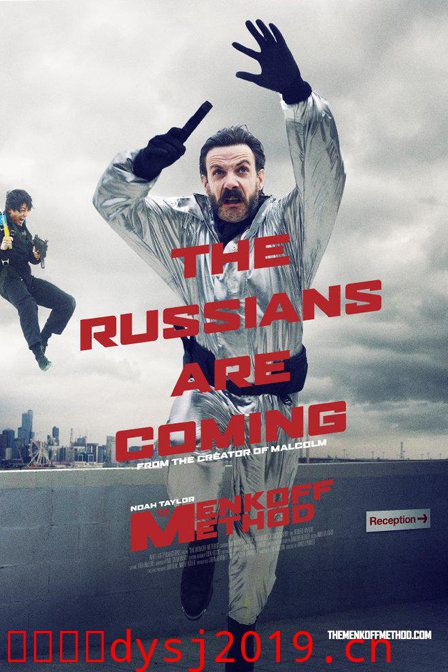 THE
RUSSIANS
ARE
COMING
FROM THE CREATOR OF MALCOLM
NOAH TAYLOR
MENKOFF
METHOD
Reception →
THEMENKOFFMETHOD.COM
dysj2019.cn